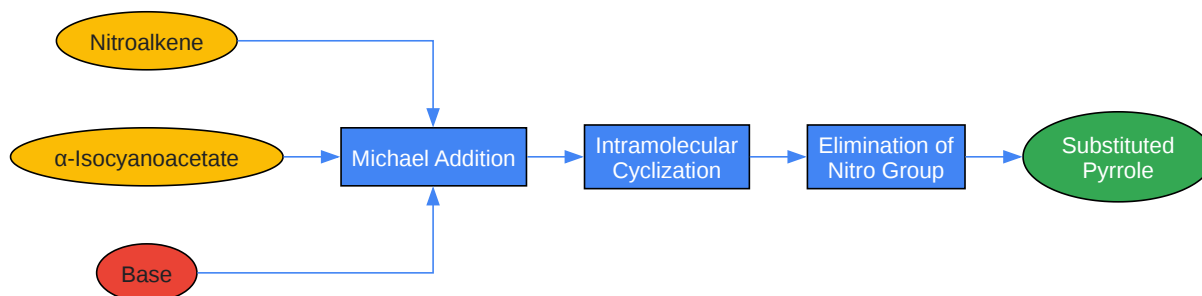 Nitroalkene
α-Isocyanoacetate
Base
Michael Addition
Intramolecular
Cyclization
Elimination of
Nitro Group
Substituted
Pyrrole